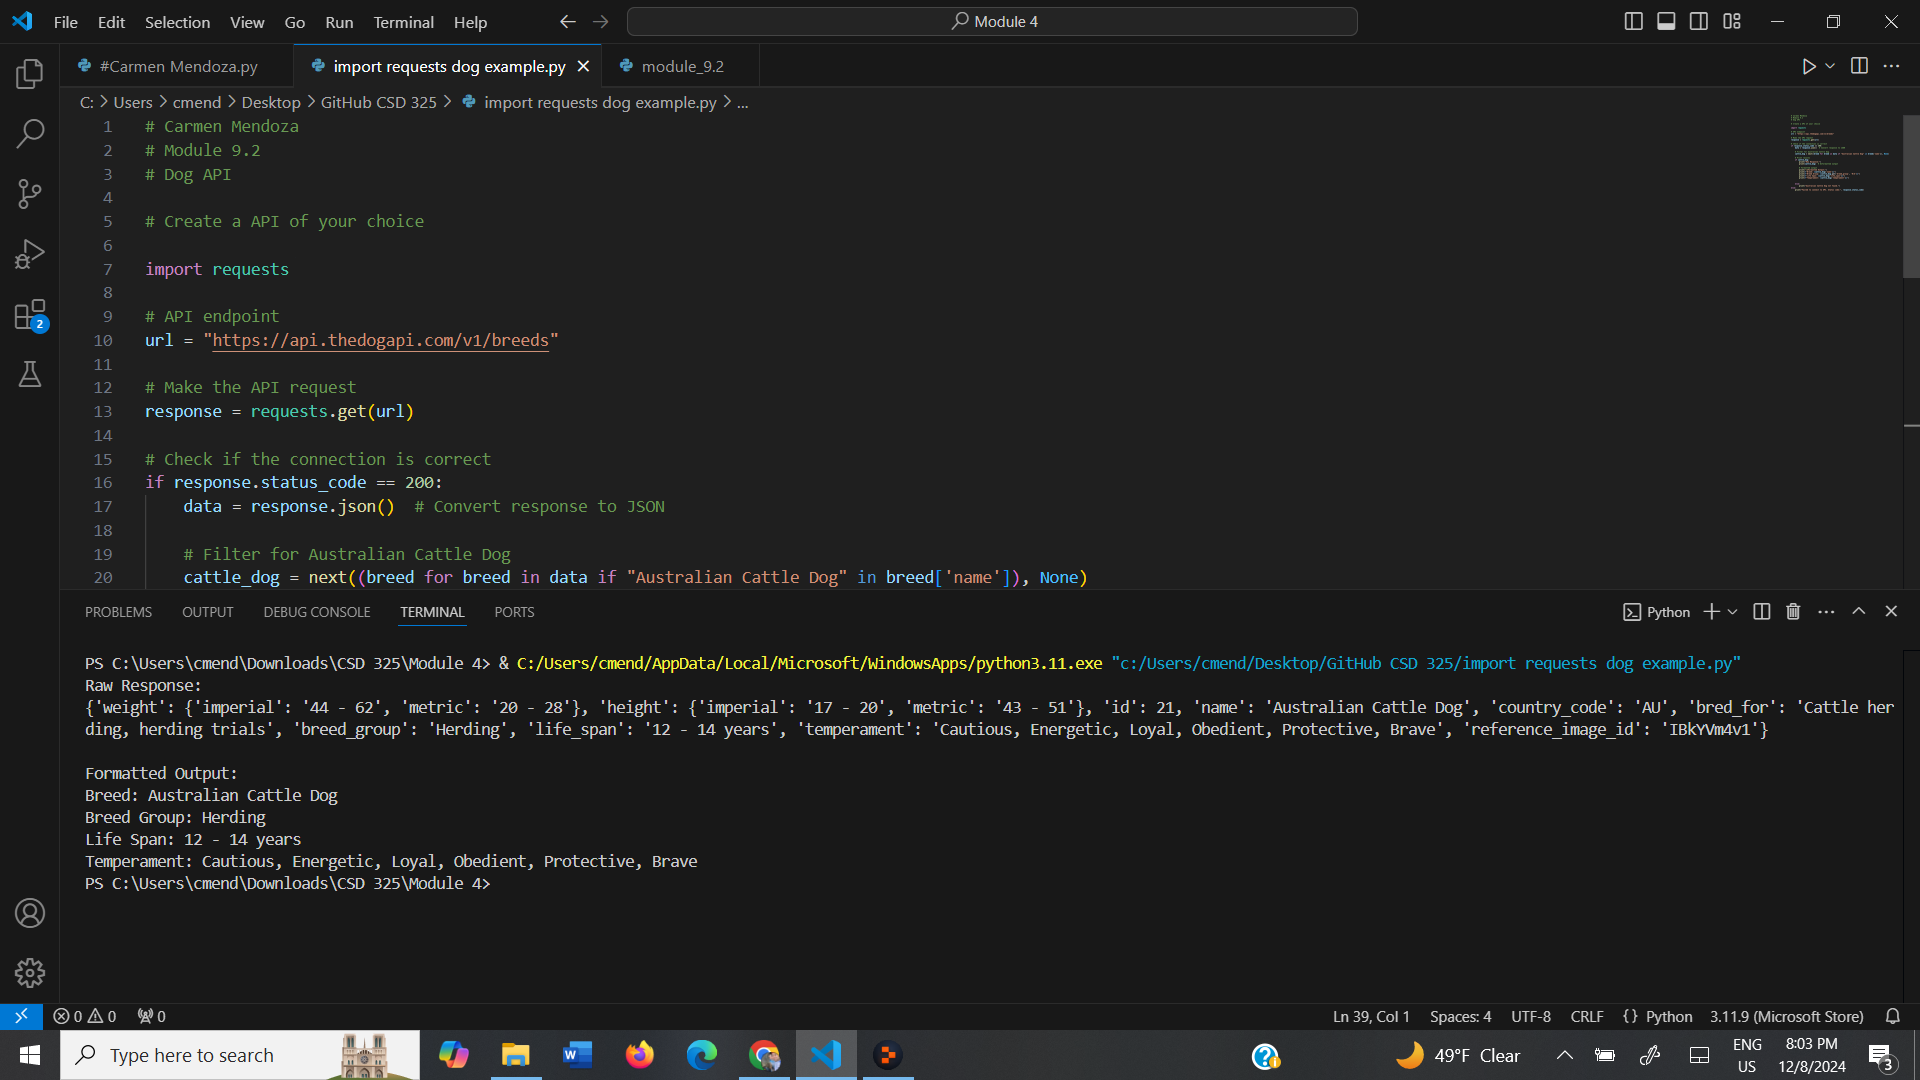 File Edit Selection View Go Run Terminal Help
Module 4
#Carmen Mendoza.py
import requests dog example.py
module_9.2
C: > Users > cmend > Desktop > GitHub CSD 325 > import requests dog example.py > ...
1 # Carmen Mendoza
2 # Module 9.2
3 # Dog API
4
5 # Create a API of your choice
6
7 import requests
8
9 # API endpoint
10 url = "https://api.thedogapi.com/v1/breeds"
11
12 # Make the API request
13 response = requests.get(url)
14
15 # Check if the connection is correct
16 if response.status_code == 200:
17 data = response.json() # Convert response to JSON
18
19 # Filter for Australian Cattle Dog
20 cattle_dog = next((breed for breed in data if "Australian Cattle Dog" in breed['name']), None)
2
PROBLEMS OUTPUT DEBUG CONSOLE TERMINAL PORTS
Python
PS C:\Users\cmend\Downloads\CSD 325\Module 4> & C:/Users/cmend/AppData/Local/Microsoft/WindowsApps/python3.11.exe "c:/Users/cmend/Desktop/GitHub CSD 325/import requests dog example.py"
Raw Response:
{'weight': {'imperial': '44 - 62', 'metric': '20 - 28'}, 'height': {'imperial': '17 - 20', 'metric': '43 - 51'}, 'id': 21, 'name': 'Australian Cattle Dog', 'country_code': 'AU', 'bred_for': 'Cattle her
ding, herding trials', 'breed_group': 'Herding', 'life_span': '12 - 14 years', 'temperament': 'Cautious, Energetic, Loyal, Obedient, Protective, Brave', 'reference_image_id': 'IBkYVm4v1'}
Formatted Output:
Breed: Australian Cattle Dog
Breed Group: Herding
Life Span: 12 - 14 years
Temperament: Cautious, Energetic, Loyal, Obedient, Protective, Brave
PS C:\Users\cmend\Downloads\CSD 325\Module 4>
0 0 0
Ln 39, Col 1 Spaces: 4 UTF-8 CRLF {} Python 3.11.9 (Microsoft Store)
Type here to search
49°F Clear
ENG
US
8:03 PM
12/8/2024
3